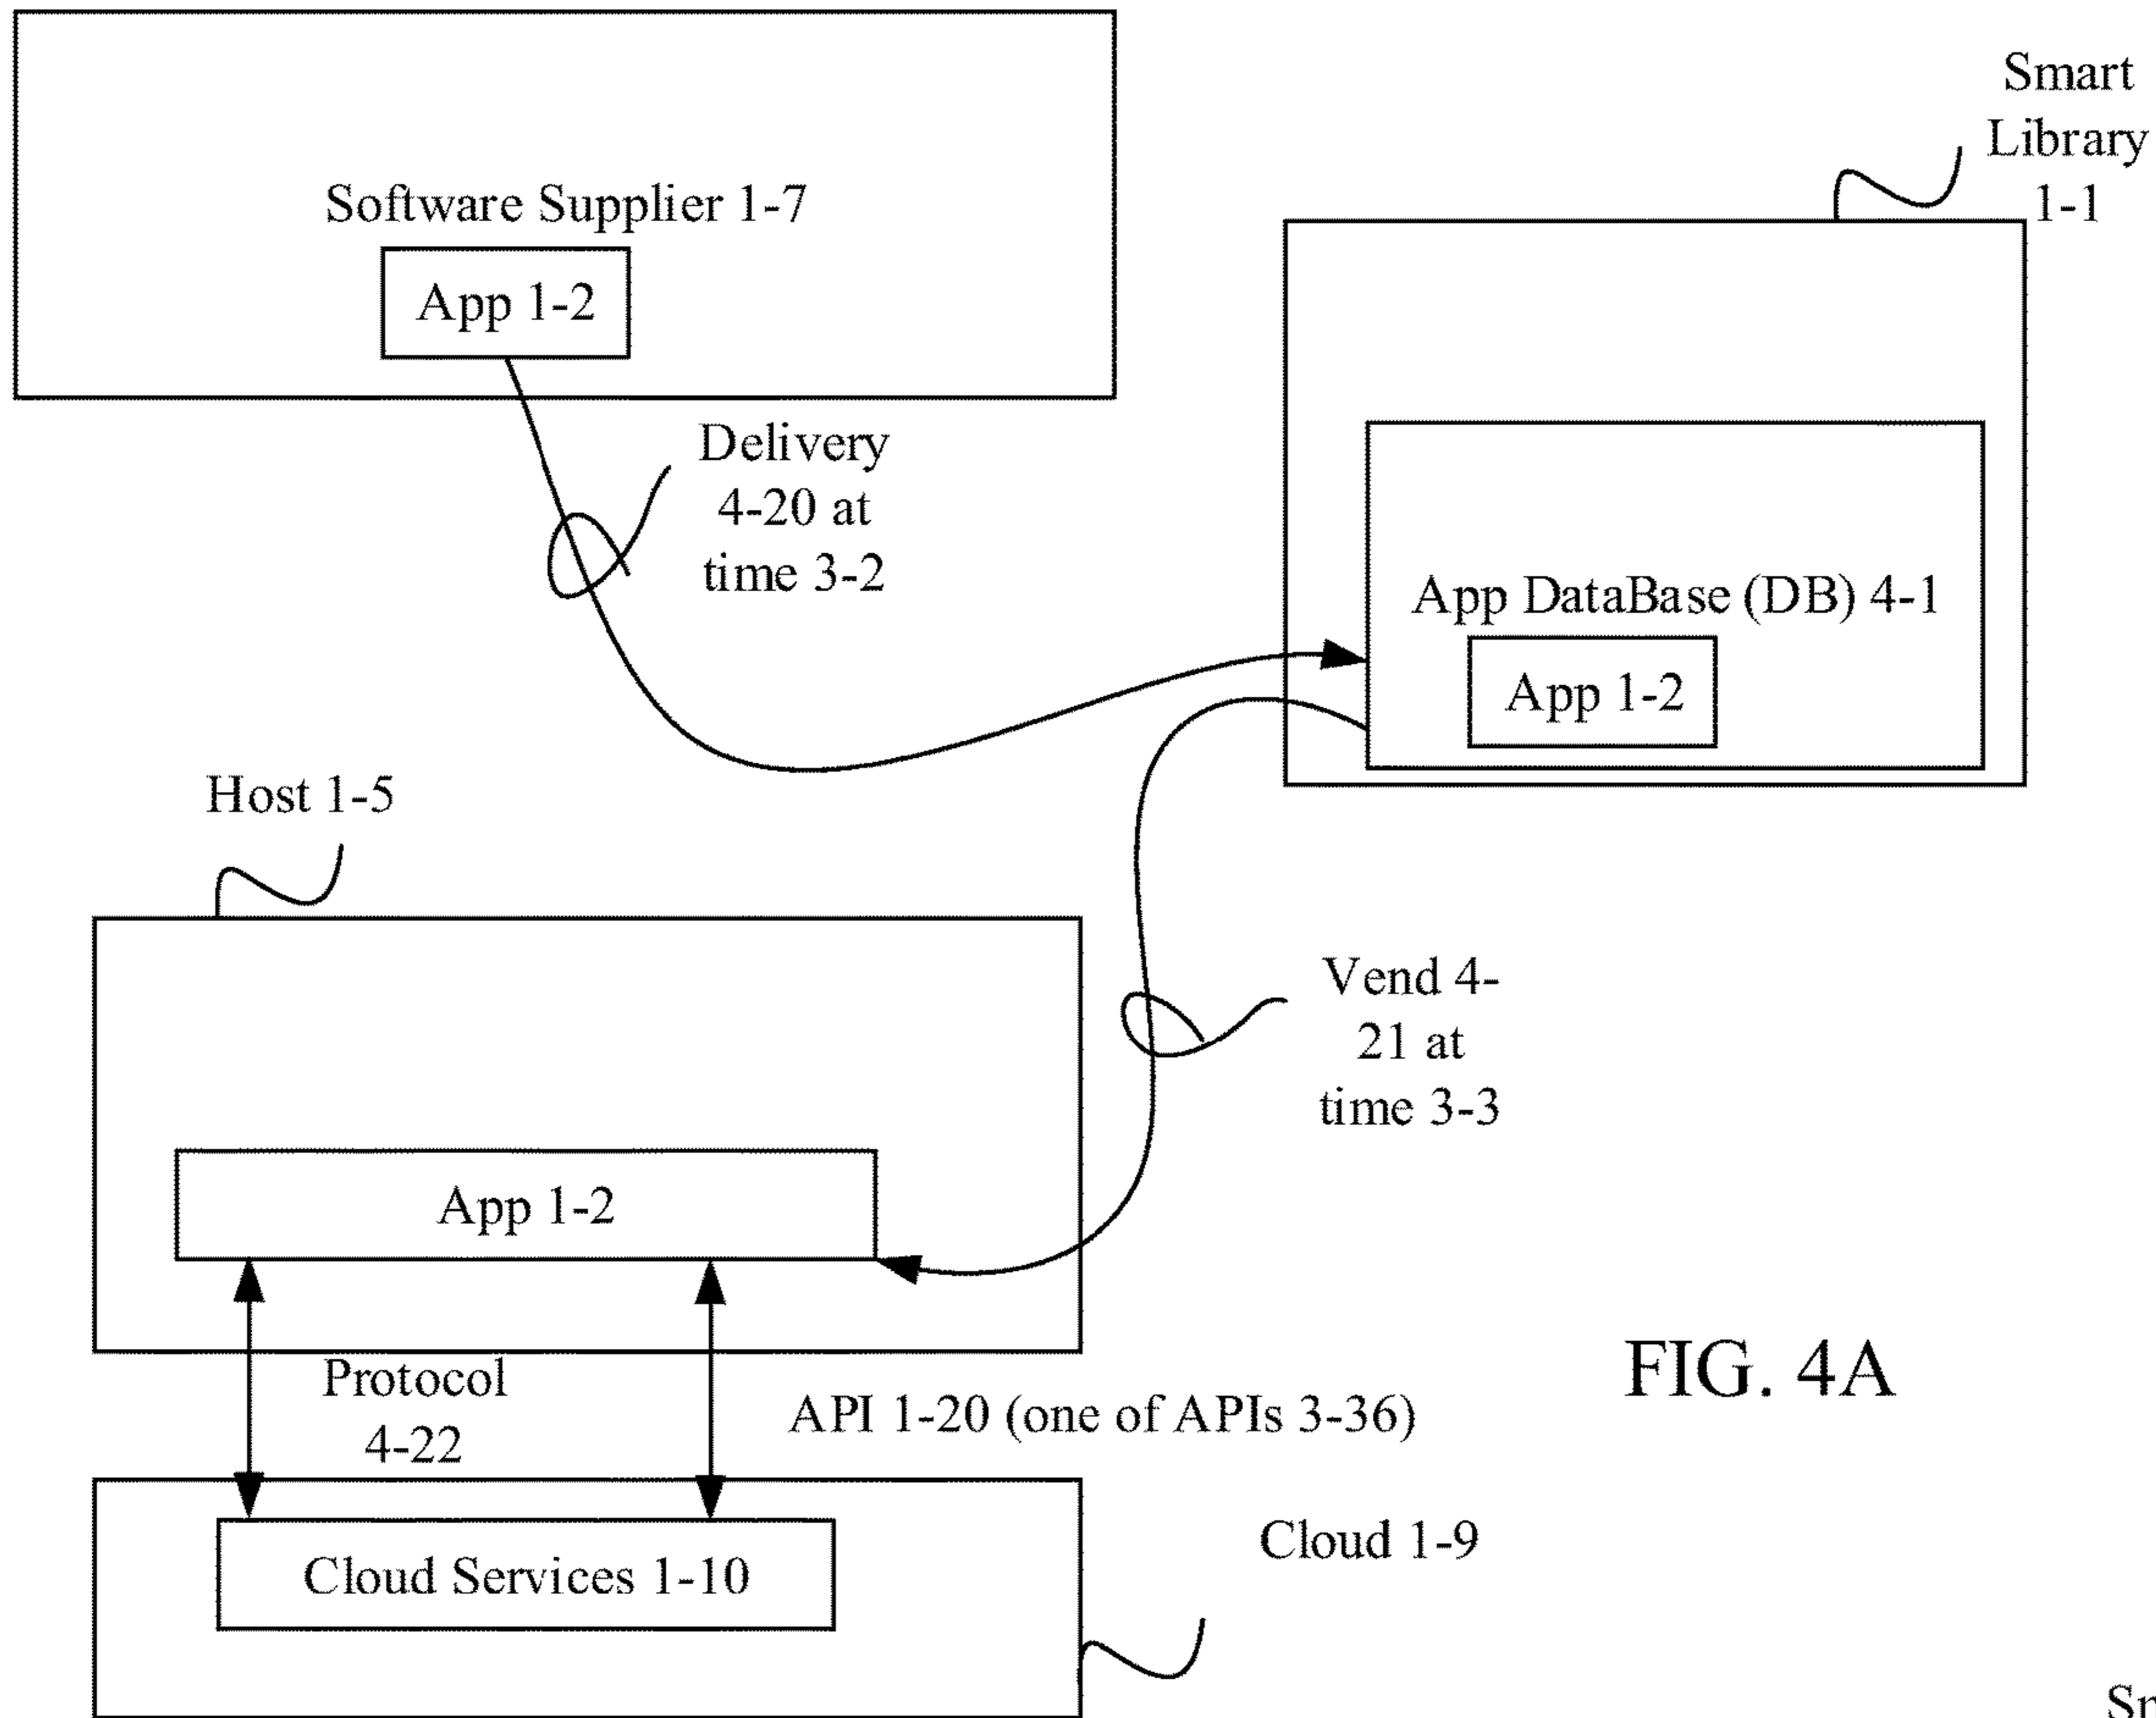 Smart
Library
1-1
Software Supplier 1-7
App 1-2
Delivery
4-20 at
time 3-2
App DataBase (DB) 4-1
App 1-2
Host 1-5
Vend 4-
21 at
time 3-3
App 1-2
Protocol
4-22
API 1-20 (one of APIs 3-36)
FIG. 4A
Cloud 1-9
Cloud Services 1-10